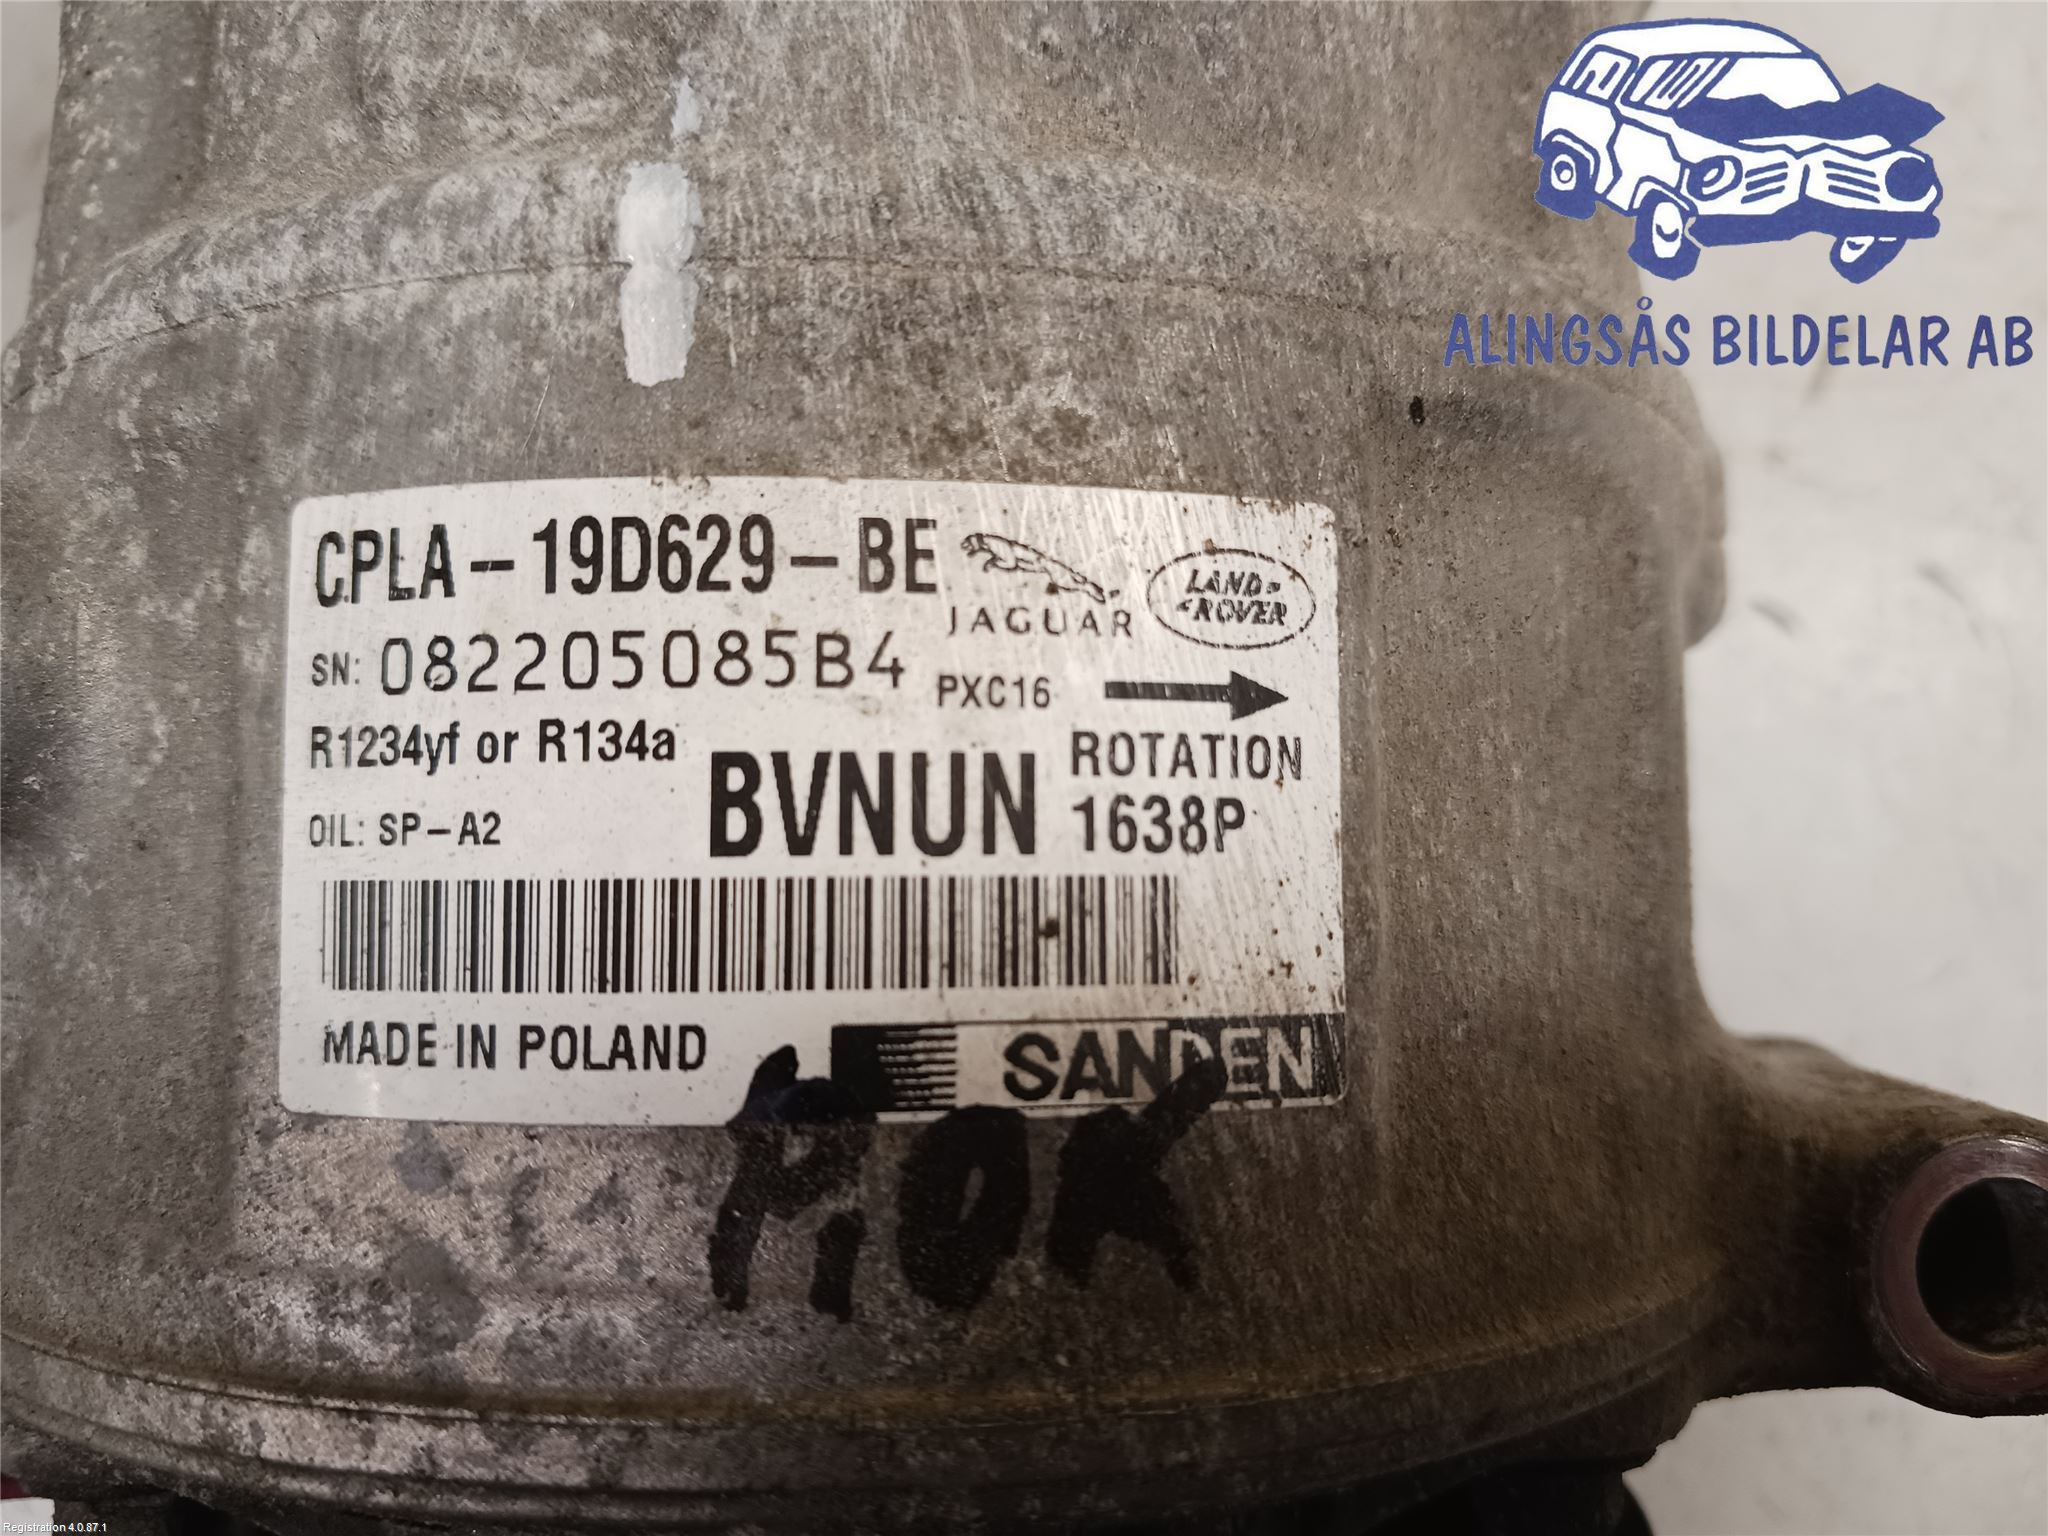 ALINGSÅS BILDELAR AB
CPLA-19D629-BE
JAGUAR
LAND-
-ROVER
SN: 082205085B4
PXC16
R1234yf or R134a
BVNUN
ROTATION
1638P
OIL: SP-A2
MADE IN POLAND
SANDEN
Registration 4.0.87.1